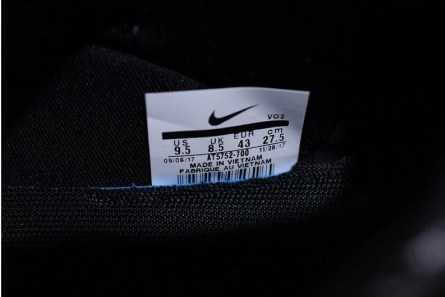 VO2
US UK EUR cm
9.5 8.5 43 27.5
09/06/17 AT5752-700 11/28/17
MADE IN VIETNAM
FABRIQUE AU VIETNAM